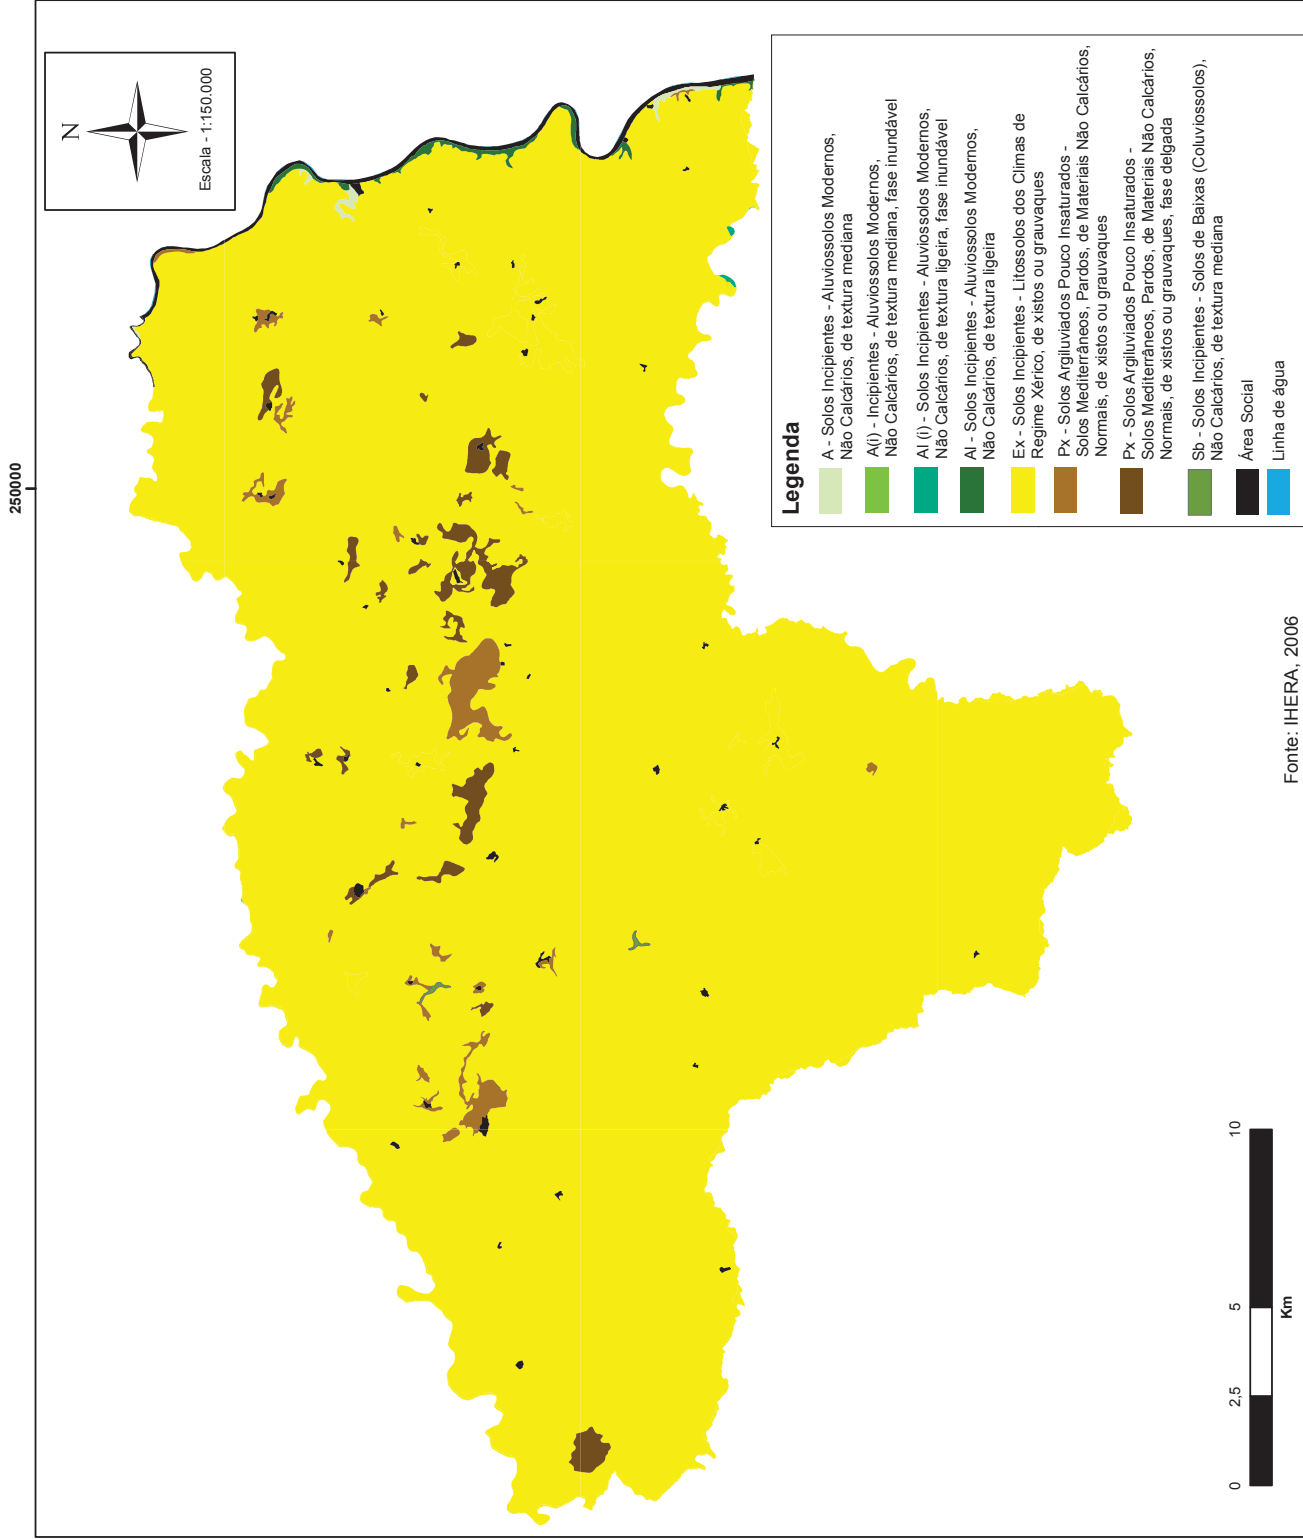 250000
N
Escala - 1:150.000
Legenda
A - Solos Incipientes - Aluviossolos Modernos,
Não Calcários, de textura mediana
A(i) - Incipientes - Aluviossolos Modernos,
Não Calcários, de textura mediana, fase inundável
Al (i) - Solos Incipientes - Aluviossolos Modernos,
Não Calcários, de textura ligeira, fase inundável
Al - Solos Incipientes - Aluviossolos Modernos,
Não Calcários, de textura ligeira
Ex - Solos Incipientes - Litossolos dos Climas de
Regime Xérico, de xistos ou grauvaques
Px - Solos Argiluviados Pouco Insaturados -
Solos Mediterrâneos, Pardos, de Materiais Não Calcários,
Normais, de xistos ou grauvaques
Px - Solos Argiluviados Pouco Insaturados -
Solos Mediterrâneos, Pardos, de Materiais Não Calcários,
Normais, de xistos ou grauvaques, fase delgada
Sb - Solos Incipientes - Solos de Baixas (Coluviossolos),
Não Calcários, de textura mediana
Área Social
Linha de água
0
2,5
5
10
Km
Fonte: IHERA, 2006